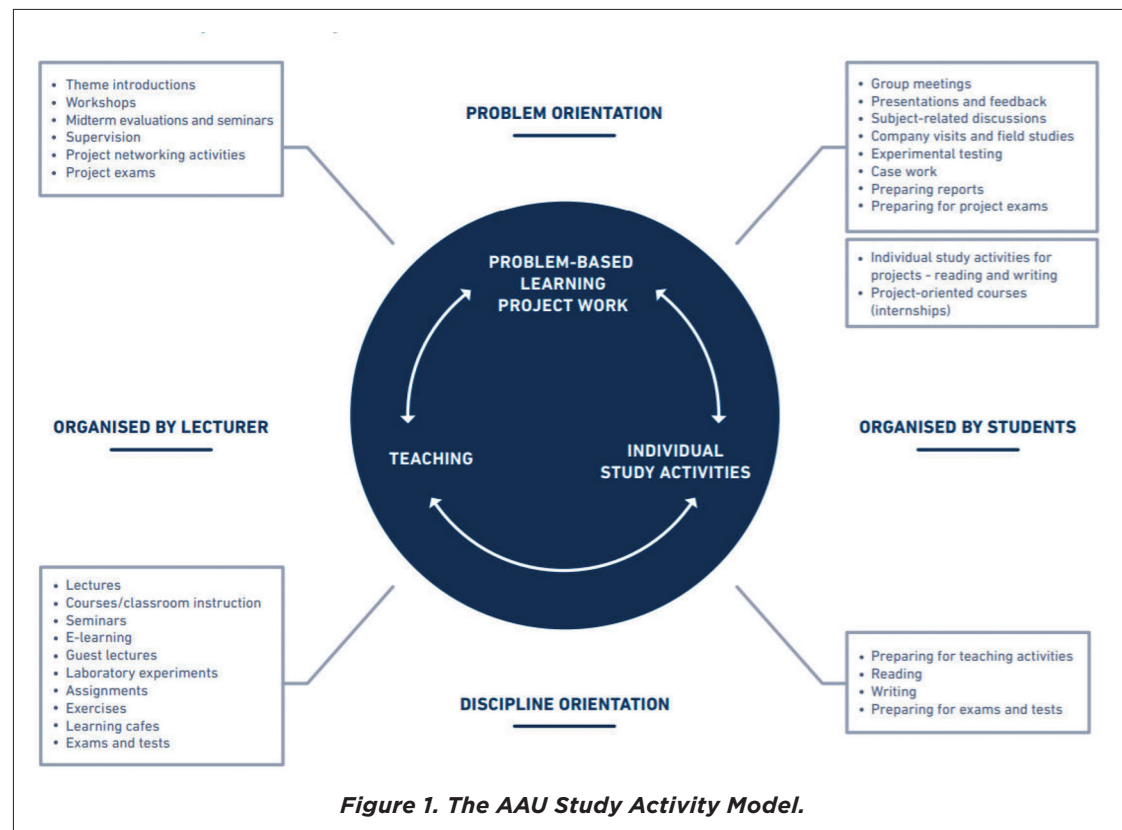 • Theme introductions
• Workshops
• Midterm evaluations and seminars
• Supervision
• Project networking activities
• Project exams
PROBLEM ORIENTATION
• Group meetings
• Presentations and feedback
• Subject-related discussions
• Company visits and field studies
• Experimental testing
• Case work
• Preparing reports
• Preparing for project exams
• Individual study activities for
projects - reading and writing
• Project-oriented courses
(internships)
PROBLEM-BASED
LEARNING
PROJECT WORK
ORGANISED BY LECTURER
TEACHING
INDIVIDUAL
STUDY ACTIVITIES
ORGANISED BY STUDENTS
• Lectures
• Courses/classroom instruction
• Seminars
• E-learning
• Guest lectures
• Laboratory experiments
• Assignments
• Exercises
• Learning cafes
• Exams and tests
DISCIPLINE ORIENTATION
• Preparing for teaching activities
• Reading
• Writing
• Preparing for exams and tests
Figure 1. The AAU Study Activity Model.